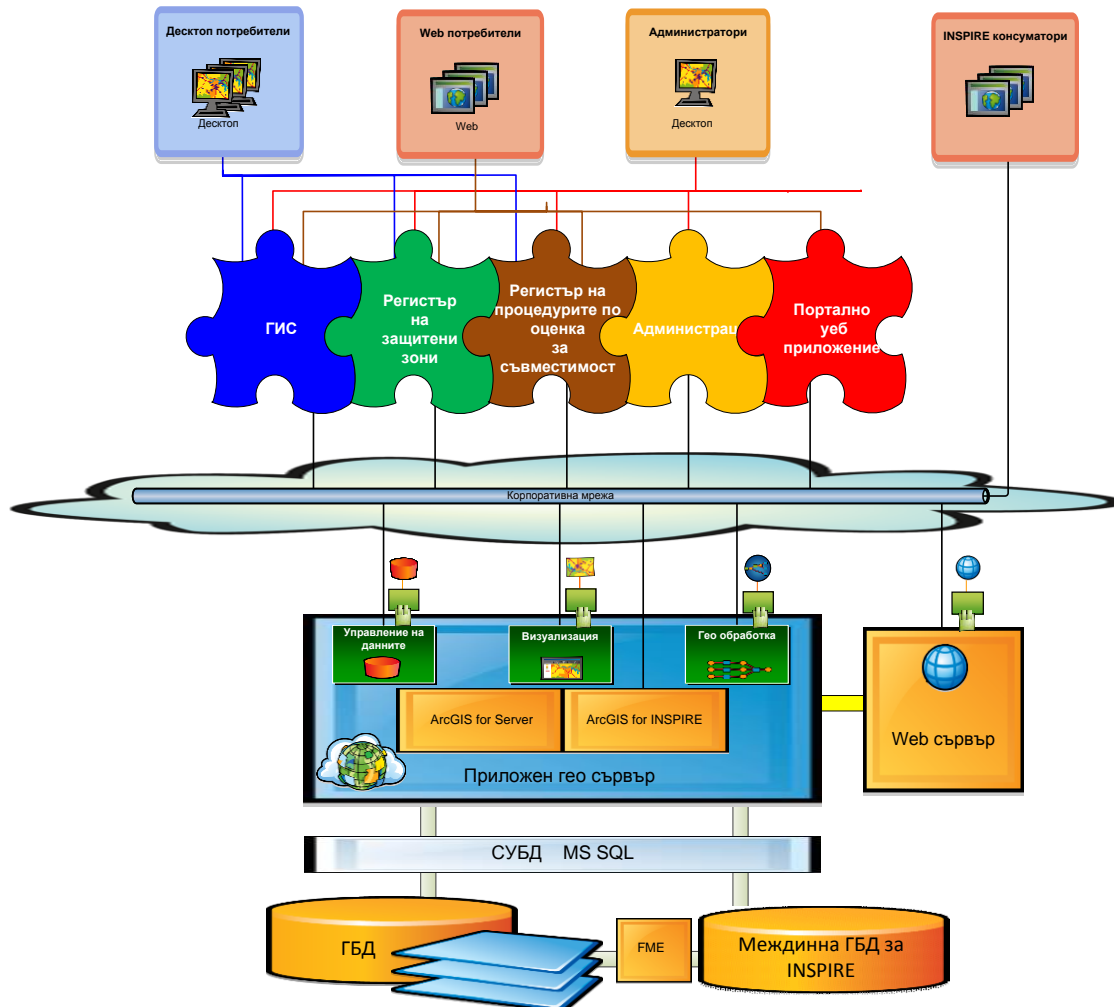 Десктоп потребители
Десктоп
Web потребители
Web
Администратори
Десктоп
INSPIRE консуматори
ГИС
Регистър
на
защитени
зони
Регистър на
процедурите по
оценка
за
съвместимост
Администрац
Портално
уеб
приложение
Корпоративна мрежа
Управление на
данните
Визуализация
Гео обработка
ArcGIS for Server
ArcGIS for INSPIRE
Приложен гео сървър
Web сървър
СУБД MS SQL
ГБД
FME
Междинна ГБД за
INSPIRE